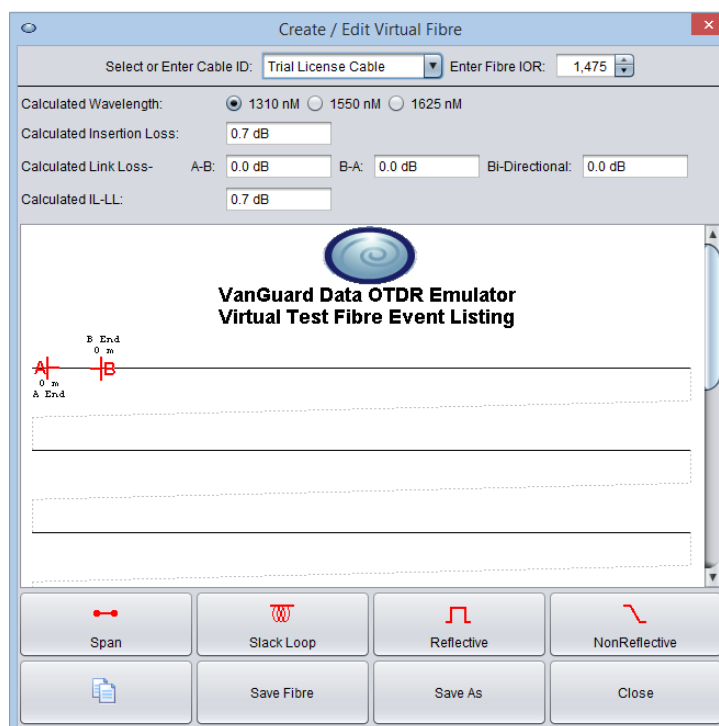 Create / Edit Virtual Fibre
Select or Enter Cable ID: Trial License Cable Enter Fibre IOR: 1,475
Calculated Wavelength: 1310 nM 1550 nM 1625 nM
Calculated Insertion Loss: 0.7 dB
Calculated Link Loss- A-B: 0.0 dB B-A: 0.0 dB Bi-Directional: 0.0 dB
Calculated IL-LL: 0.7 dB
VanGuard Data OTDR Emulator
Virtual Test Fibre Event Listing
B End
0 m
A B
0 m
A End
Span Slack Loop Reflective NonReflective
Save Fibre Save As Close